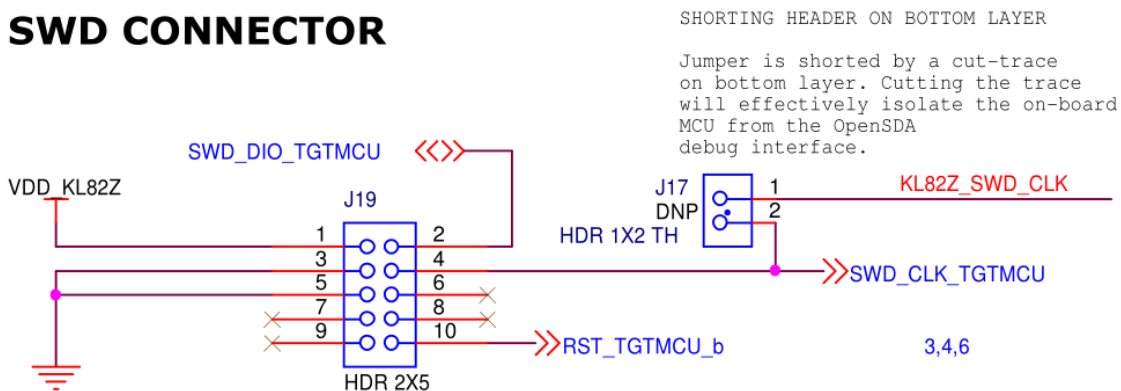 SWD CONNECTOR
SHORTING HEADER ON BOTTOM LAYER
Jumper is shorted by a cut-trace
on bottom layer. Cutting the trace
will effectively isolate the on-board
MCU from the OpenSDA
debug interface.
SWD_DIO_TGTMCU
VDD_KL82Z
J19
J17
DNP
HDR 1X2 TH
1
2
KL82Z_SWD_CLK
1 2
3 4
5 6
7 8
9 10
SWD_CLK_TGTMCU
RST_TGTMCU_b
3,4,6
HDR 2X5